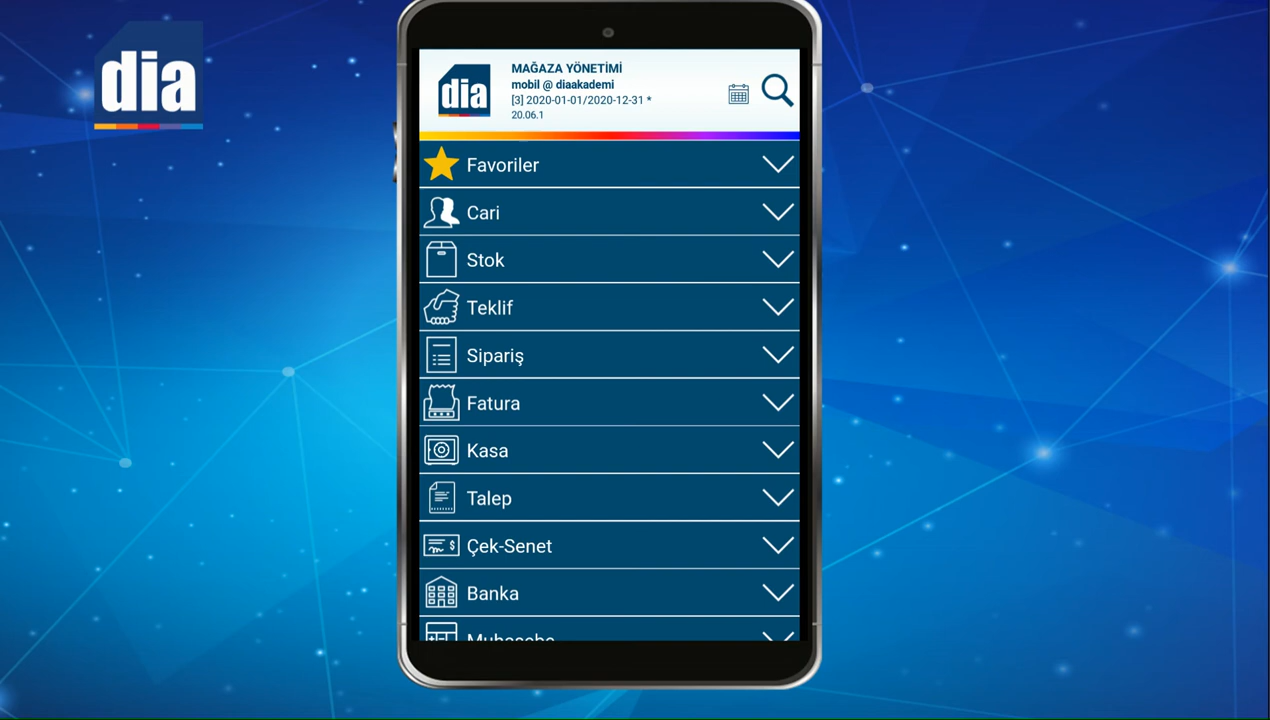 dia
dia
MAĞAZA YÖNETİMİ
mobil @ diaakademi
[3] 2020-01-01/2020-12-31 *
20.06.1
Favoriler
Cari
Stok
Teklif
Sipariş
Fatura
Kasa
Talep
Çek-Senet
Banka
Muhasebe